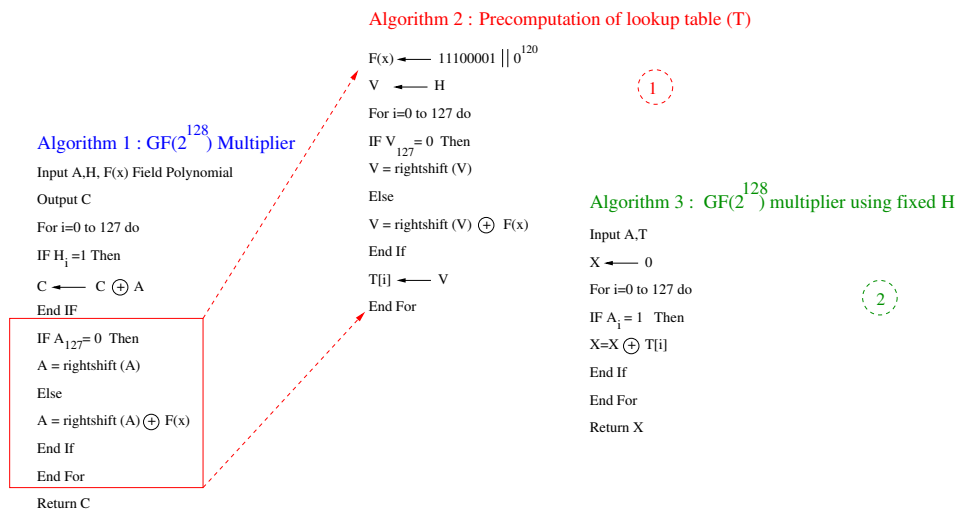 Algorithm 1 : GF(2^128) Multiplier
Input A,H, F(x) Field Polynomial
Output C
For i=0 to 127 do
IF H_i =1 Then
C ← C ⊕ A
End IF
IF A_127= 0 Then
A = rightshift (A)
Else
A = rightshift (A) ⊕ F(x)
End If
End For
Return C
Algorithm 2 : Precomputation of lookup table (T)
F(x) ← 11100001 || 0^120
V ← H
For i=0 to 127 do
IF V_127= 0 Then
V = rightshift (V)
Else
V = rightshift (V) ⊕ F(x)
End If
T[i] ← V
End For
1
Algorithm 3 : GF(2^128) multiplier using fixed H
Input A,T
X ← 0
For i=0 to 127 do
IF A_i = 1 Then
X=X ⊕ T[i]
End If
End For
Return X
2